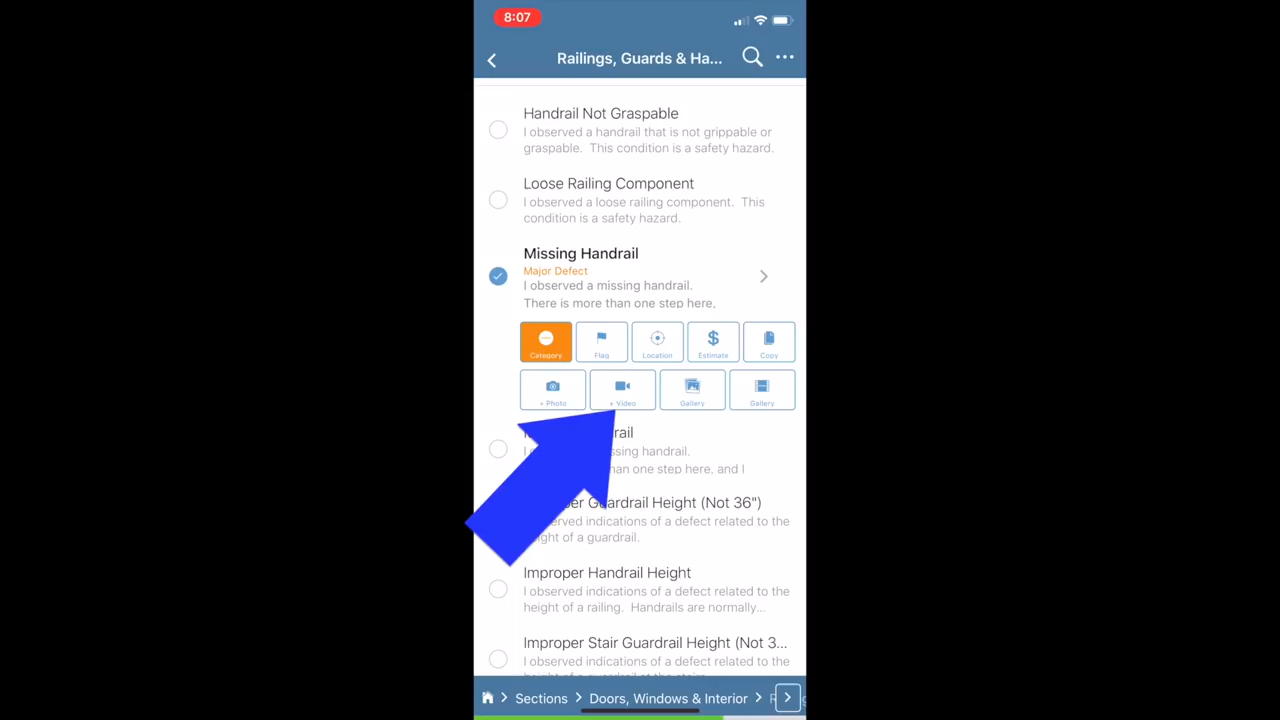 8:07
Railings, Guards & Ha...
Handrail Not Graspable
I observed a handrail that is not grippable or
graspable. This condition is a safety hazard.
Loose Railing Component
I observed a loose railing component. This
condition is a safety hazard.
Missing Handrail
Major Defect
I observed a missing handrail.
There is more than one step here,
Category Flag Location Estimate Copy
+ Photo + Video Gallery Gallery
rail
I ssing handrail.
han one step here, and I
er Guardrail Height (Not 36")
erved indications of a defect related to the
ght of a guardrail.
Improper Handrail Height
I observed indications of a defect related to the
height of a railing. Handrails are normally...
Improper Stair Guardrail Height (Not 3...
I observed indications of a defect related to the
Sections Doors, Windows & Interior